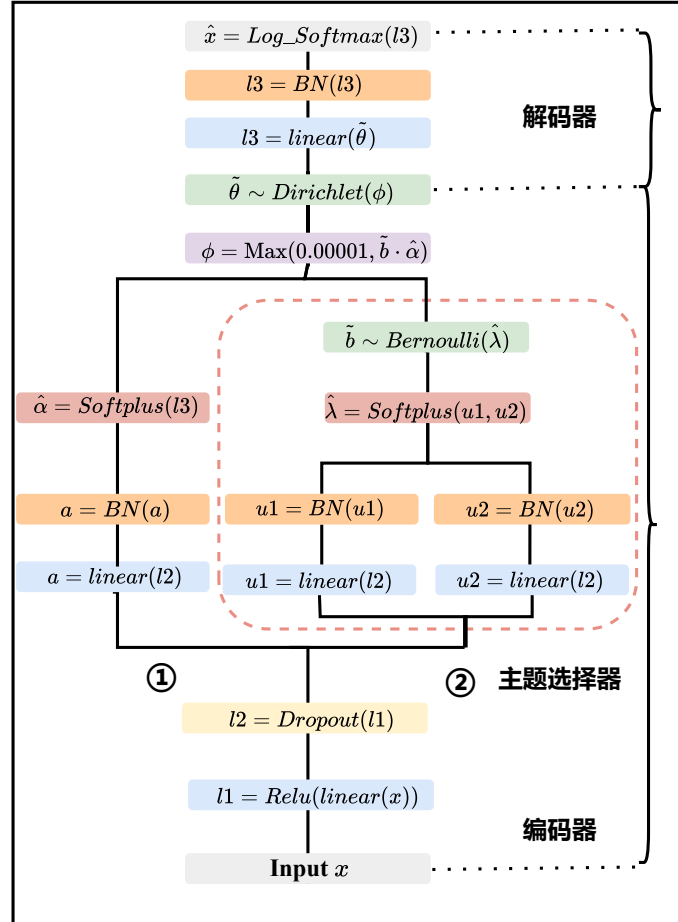 x̂ = Log_Softmax(l3)
l3 = BN(l3)
解码器
l3 = linear(θ̃)
θ̃ ∼ Dirichlet(ϕ)
ϕ = Max(0.00001, b̃ · α̂)
b̃ ∼ Bernoulli(λ̂)
α̂ = Softplus(l3)
λ̂ = Softplus(u1, u2)
a = BN(a)
u1 = BN(u1)
u2 = BN(u2)
a = linear(l2)
u1 = linear(l2)
u2 = linear(l2)
①
② 主题选择器
l2 = Dropout(l1)
l1 = Relu(linear(x))
编码器
Input x